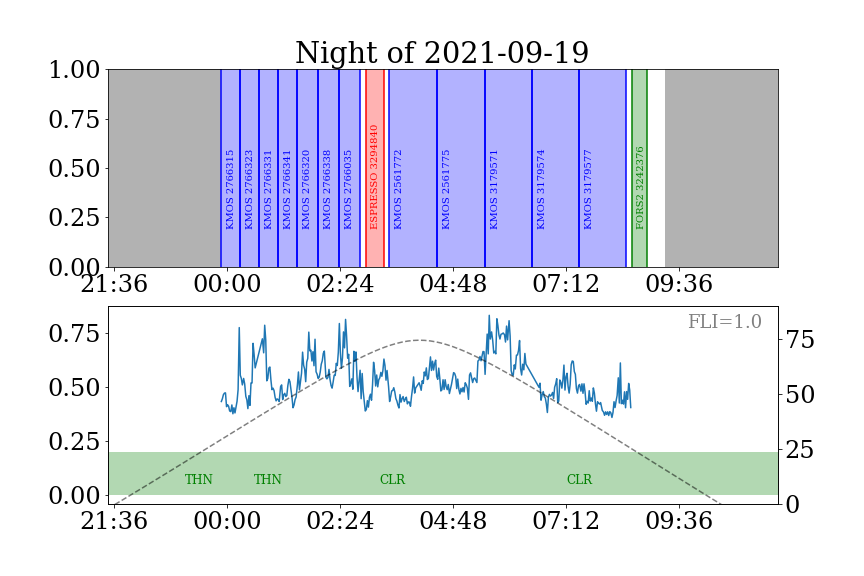 Night of 2021-09-19
1.00
0.75
0.50
0.25
0.00
KMOS 2766315
KMOS 2766323
KMOS 2766331
KMOS 2766341
KMOS 2766320
KMOS 2766338
KMOS 2766035
ESPRESSO 3294840
KMOS 2561772
KMOS 2561775
KMOS 3179571
KMOS 3179574
KMOS 3179577
FORS2 3242376
21:36 00:00 02:24 04:48 07:12 09:36
FLI=1.0
0.75
0.50
0.25
0.00
75
50
25
0
THN THN CLR CLR
21:36 00:00 02:24 04:48 07:12 09:36